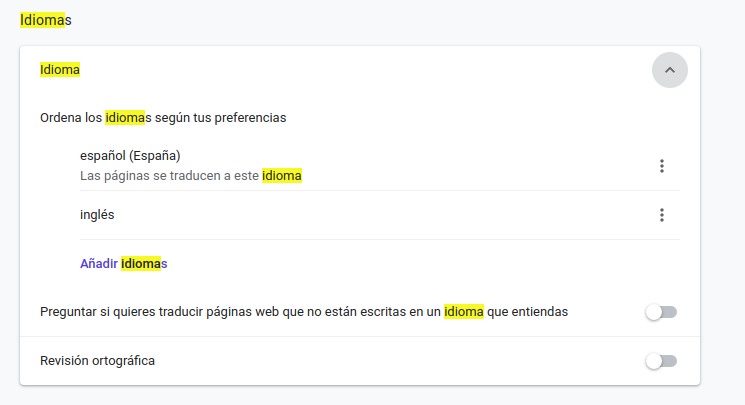 Idiomas
Idioma
Ordena los idiomas según tus preferencias
español (España)
Las páginas se traducen a este idioma
inglés
Añadir idiomas
Preguntar si quieres traducir páginas web que no están escritas en un idioma que entiendas
Revisión ortográfica